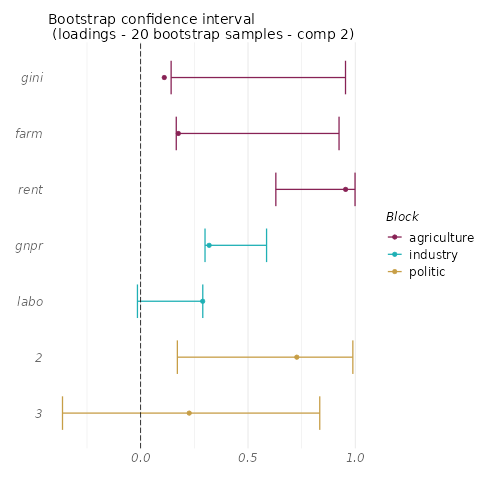 Bootstrap confidence interval
(loadings - 20 bootstrap samples - comp 2)
gini
farm
rent
gnpr
labo
2
3
0.0 0.5 1.0
Block
agriculture
industry
politic